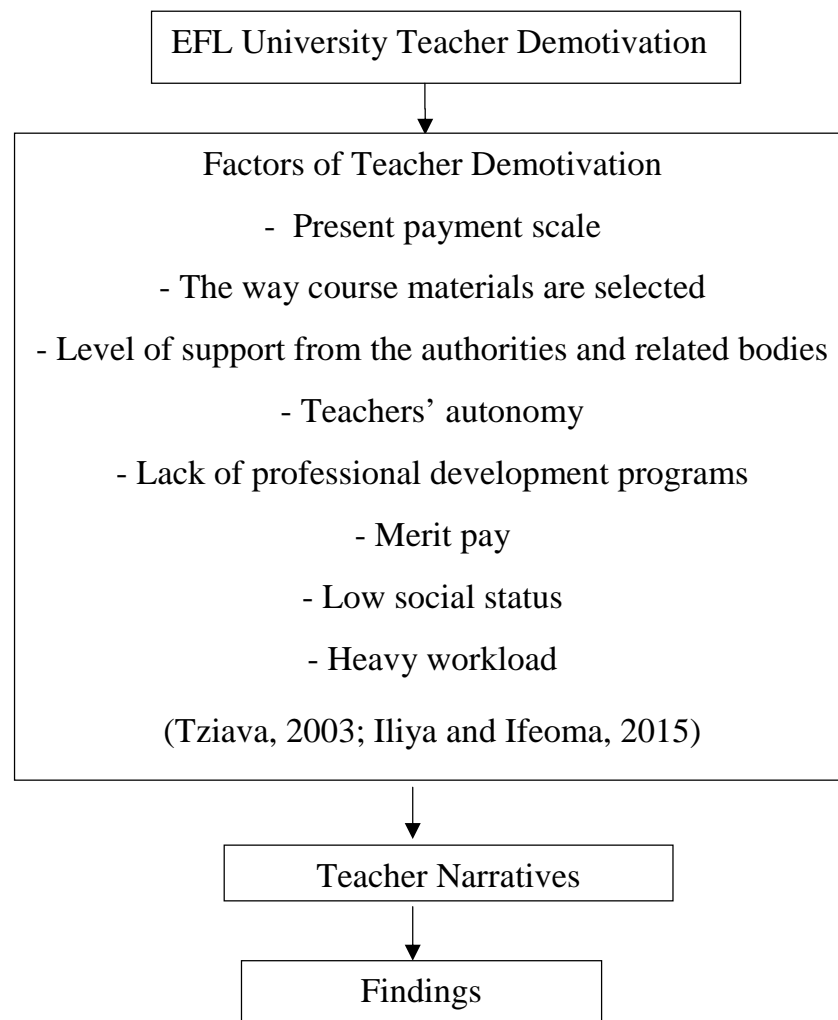 EFL University Teacher Demotivation
Factors of Teacher Demotivation
- Present payment scale
- The way course materials are selected
- Level of support from the authorities and related bodies
- Teachers’ autonomy
- Lack of professional development programs
- Merit pay
- Low social status
- Heavy workload
(Tziava, 2003; Iliya and Ifeoma, 2015)
Teacher Narratives
Findings